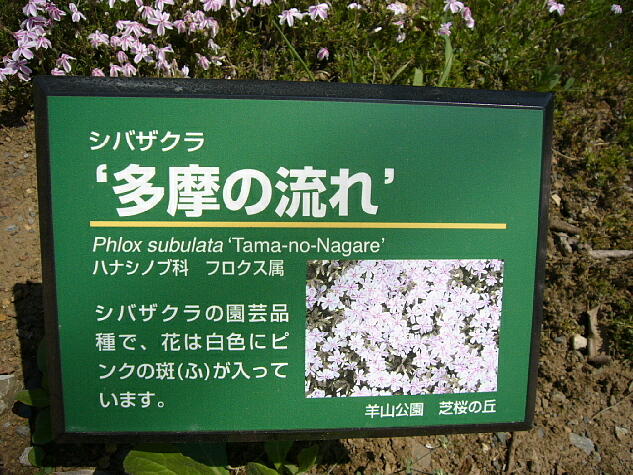 シバザクラ
‘多摩の流れ’
Phlox subulata ‘Tama-no-Nagare’
ハナシノブ科　フロクス属
シバザクラの園芸品
種で、花は白色にピ
ンクの斑(ふ)が入って
います。
羊山公園　芝桜の丘